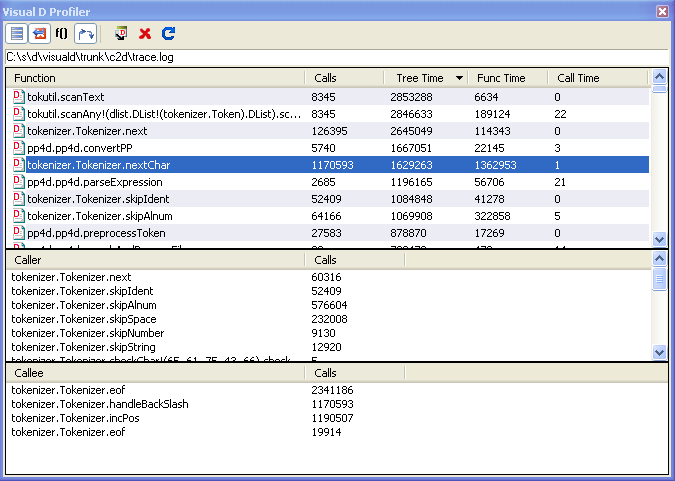 Visual D Profiler
f()
C:\s\d\visuald\trunk\c2d\trace.log
Function Calls Tree Time Func Time Call Time
tokutil.scanText 8345 2853288 6634 0
tokutil.scanAny!(dlist.DList!(tokenizer.Token).DList).sc... 8345 2846633 189124 22
tokenizer.Tokenizer.next 126395 2645049 114343 0
pp4d.pp4d.convertPP 5740 1667051 22145 3
tokenizer.Tokenizer.nextChar 1170593 1629263 1362953 1
pp4d.pp4d.parseExpression 2685 1196165 56706 21
tokenizer.Tokenizer.skipIdent 52409 1084848 41278 0
tokenizer.Tokenizer.skipAlnum 64166 1069908 322858 5
pp4d.pp4d.preprocessToken 27583 878870 17269 0
Caller Calls
tokenizer.Tokenizer.next 60316
tokenizer.Tokenizer.skipIdent 52409
tokenizer.Tokenizer.skipAlnum 576604
tokenizer.Tokenizer.skipSpace 232008
tokenizer.Tokenizer.skipNumber 9130
tokenizer.Tokenizer.skipString 12920
Callee Calls
tokenizer.Tokenizer.eof 2341186
tokenizer.Tokenizer.handleBackSlash 1170593
tokenizer.Tokenizer.incPos 1190507
tokenizer.Tokenizer.eof 19914